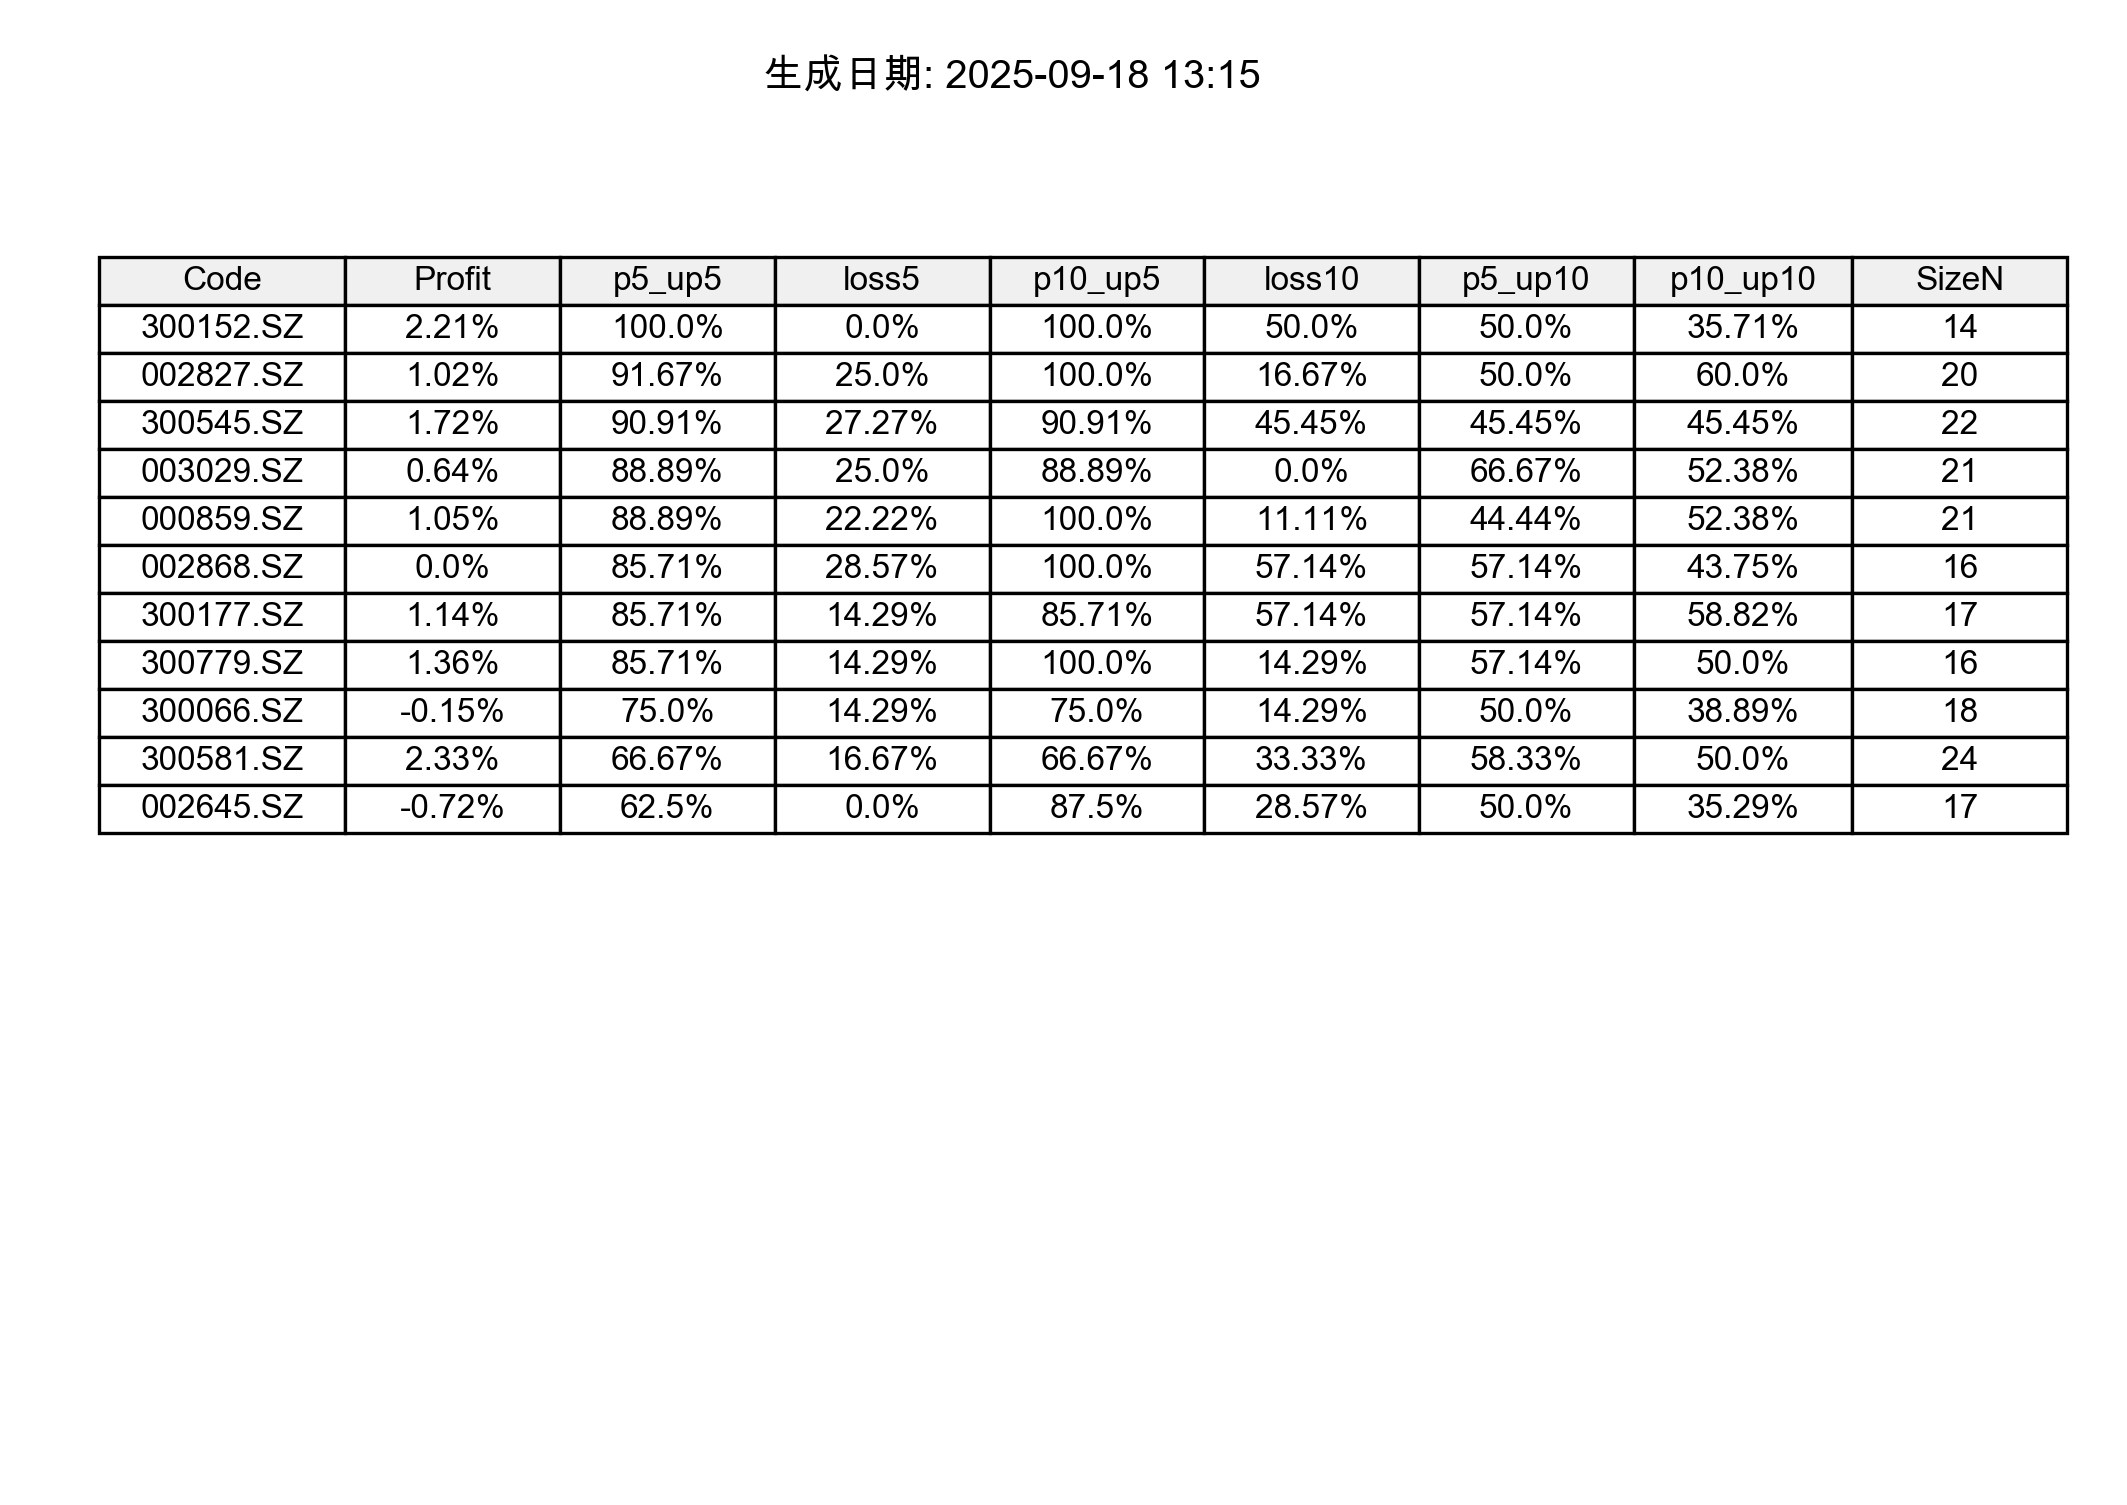 生成日期: 2025-09-18 13:15
Code Profit p5_up5 loss5 p10_up5 loss10 p5_up10 p10_up10 SizeN
300152.SZ 2.21% 100.0% 0.0% 100.0% 50.0% 50.0% 35.71% 14
002827.SZ 1.02% 91.67% 25.0% 100.0% 16.67% 50.0% 60.0% 20
300545.SZ 1.72% 90.91% 27.27% 90.91% 45.45% 45.45% 45.45% 22
003029.SZ 0.64% 88.89% 25.0% 88.89% 0.0% 66.67% 52.38% 21
000859.SZ 1.05% 88.89% 22.22% 100.0% 11.11% 44.44% 52.38% 21
002868.SZ 0.0% 85.71% 28.57% 100.0% 57.14% 57.14% 43.75% 16
300177.SZ 1.14% 85.71% 14.29% 85.71% 57.14% 57.14% 58.82% 17
300779.SZ 1.36% 85.71% 14.29% 100.0% 14.29% 57.14% 50.0% 16
300066.SZ -0.15% 75.0% 14.29% 75.0% 14.29% 50.0% 38.89% 18
300581.SZ 2.33% 66.67% 16.67% 66.67% 33.33% 58.33% 50.0% 24
002645.SZ -0.72% 62.5% 0.0% 87.5% 28.57% 50.0% 35.29% 17